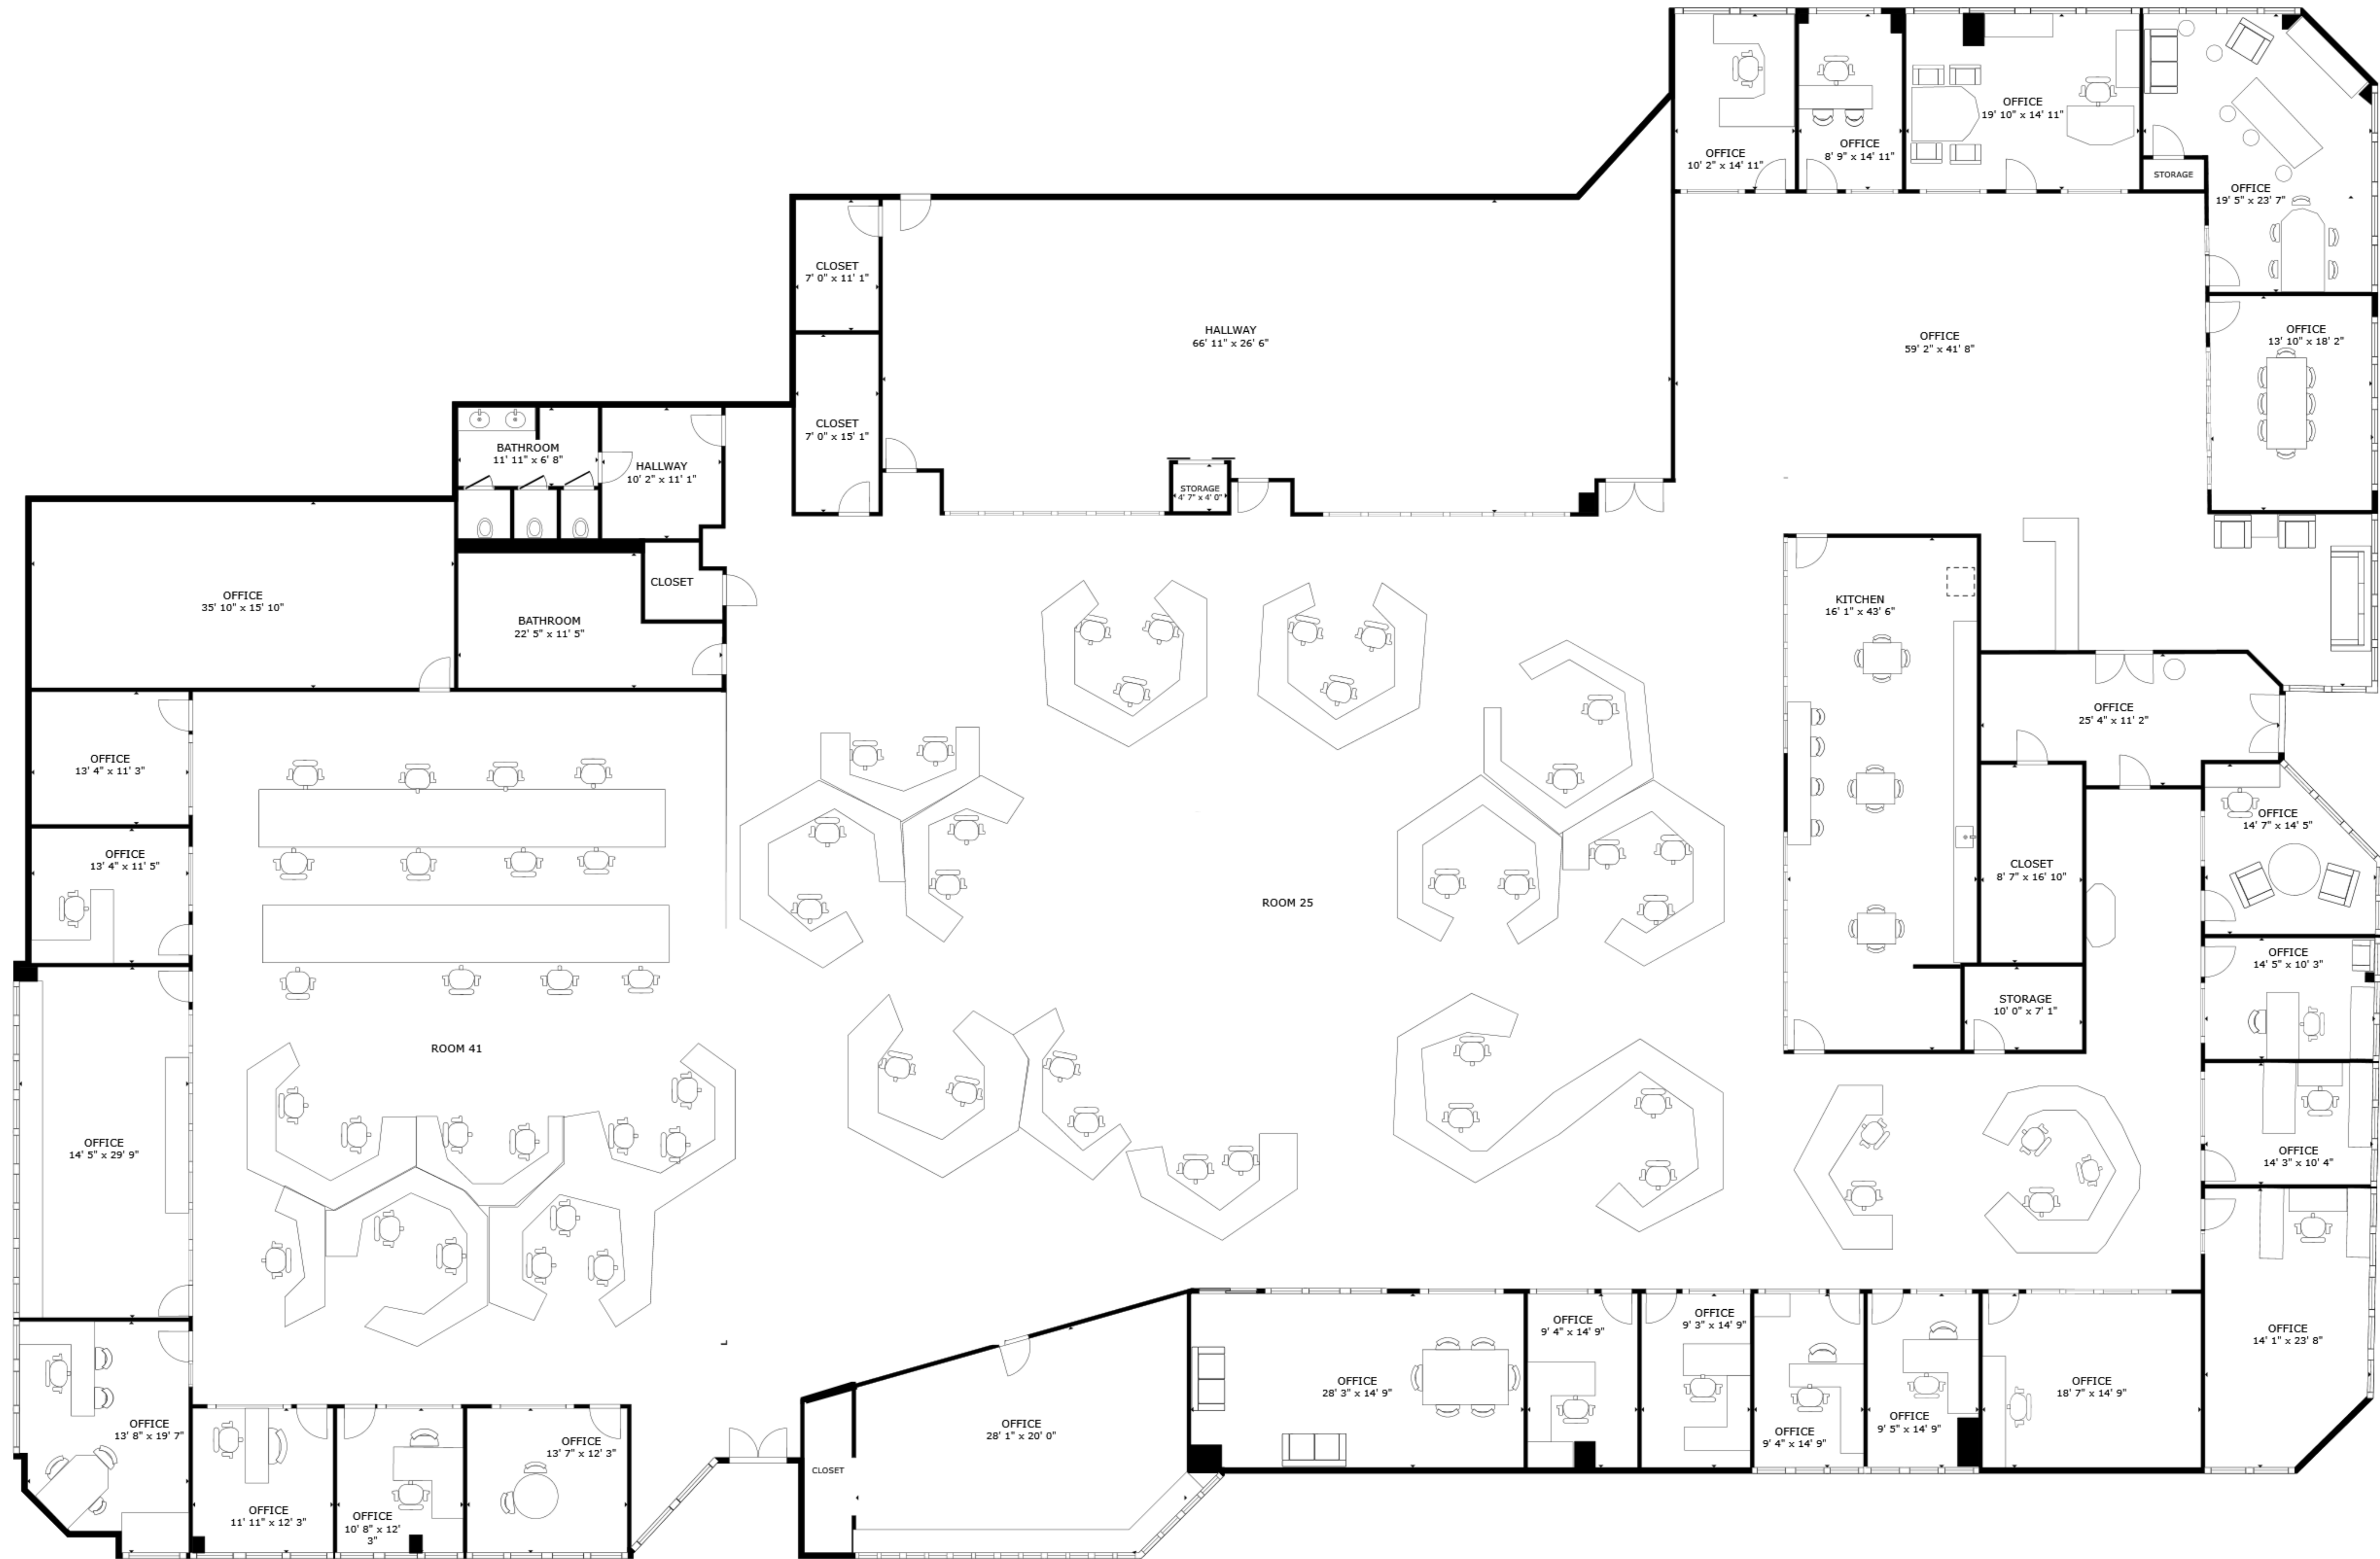 OFFICE
10' 2" x 14' 11"
OFFICE
8' 9" x 14' 11"
OFFICE
19' 10" x 14' 11"
STORAGE
OFFICE
19' 5" x 23' 7"
CLOSET
7' 0" x 11' 1"
HALLWAY
66' 11" x 26' 6"
OFFICE
59' 2" x 41' 8"
OFFICE
13' 10" x 18' 2"
CLOSET
7' 0" x 15' 1"
BATHROOM
11' 11" x 6' 8"
HALLWAY
10' 2" x 11' 1"
STORAGE
4' 7" x 4' 0"
OFFICE
35' 10" x 15' 10"
CLOSET
BATHROOM
22' 5" x 11' 5"
KITCHEN
16' 1" x 43' 6"
OFFICE
25' 4" x 11' 2"
OFFICE
13' 4" x 11' 3"
OFFICE
14' 7" x 14' 5"
OFFICE
13' 4" x 11' 5"
CLOSET
8' 7" x 16' 10"
ROOM 25
OFFICE
14' 5" x 10' 3"
STORAGE
10' 0" x 7' 1"
ROOM 41
OFFICE
14' 5" x 29' 9"
OFFICE
14' 3" x 10' 4"
OFFICE
9' 4" x 14' 9"
OFFICE
9' 3" x 14' 9"
OFFICE
14' 1" x 23' 8"
OFFICE
28' 3" x 14' 9"
OFFICE
18' 7" x 14' 9"
OFFICE
13' 8" x 19' 7"
OFFICE
13' 7" x 12' 3"
OFFICE
28' 1" x 20' 0"
OFFICE
9' 4" x 14' 9"
OFFICE
9' 5" x 14' 9"
CLOSET
OFFICE
11' 11" x 12' 3"
OFFICE
10' 8" x 12'
3"